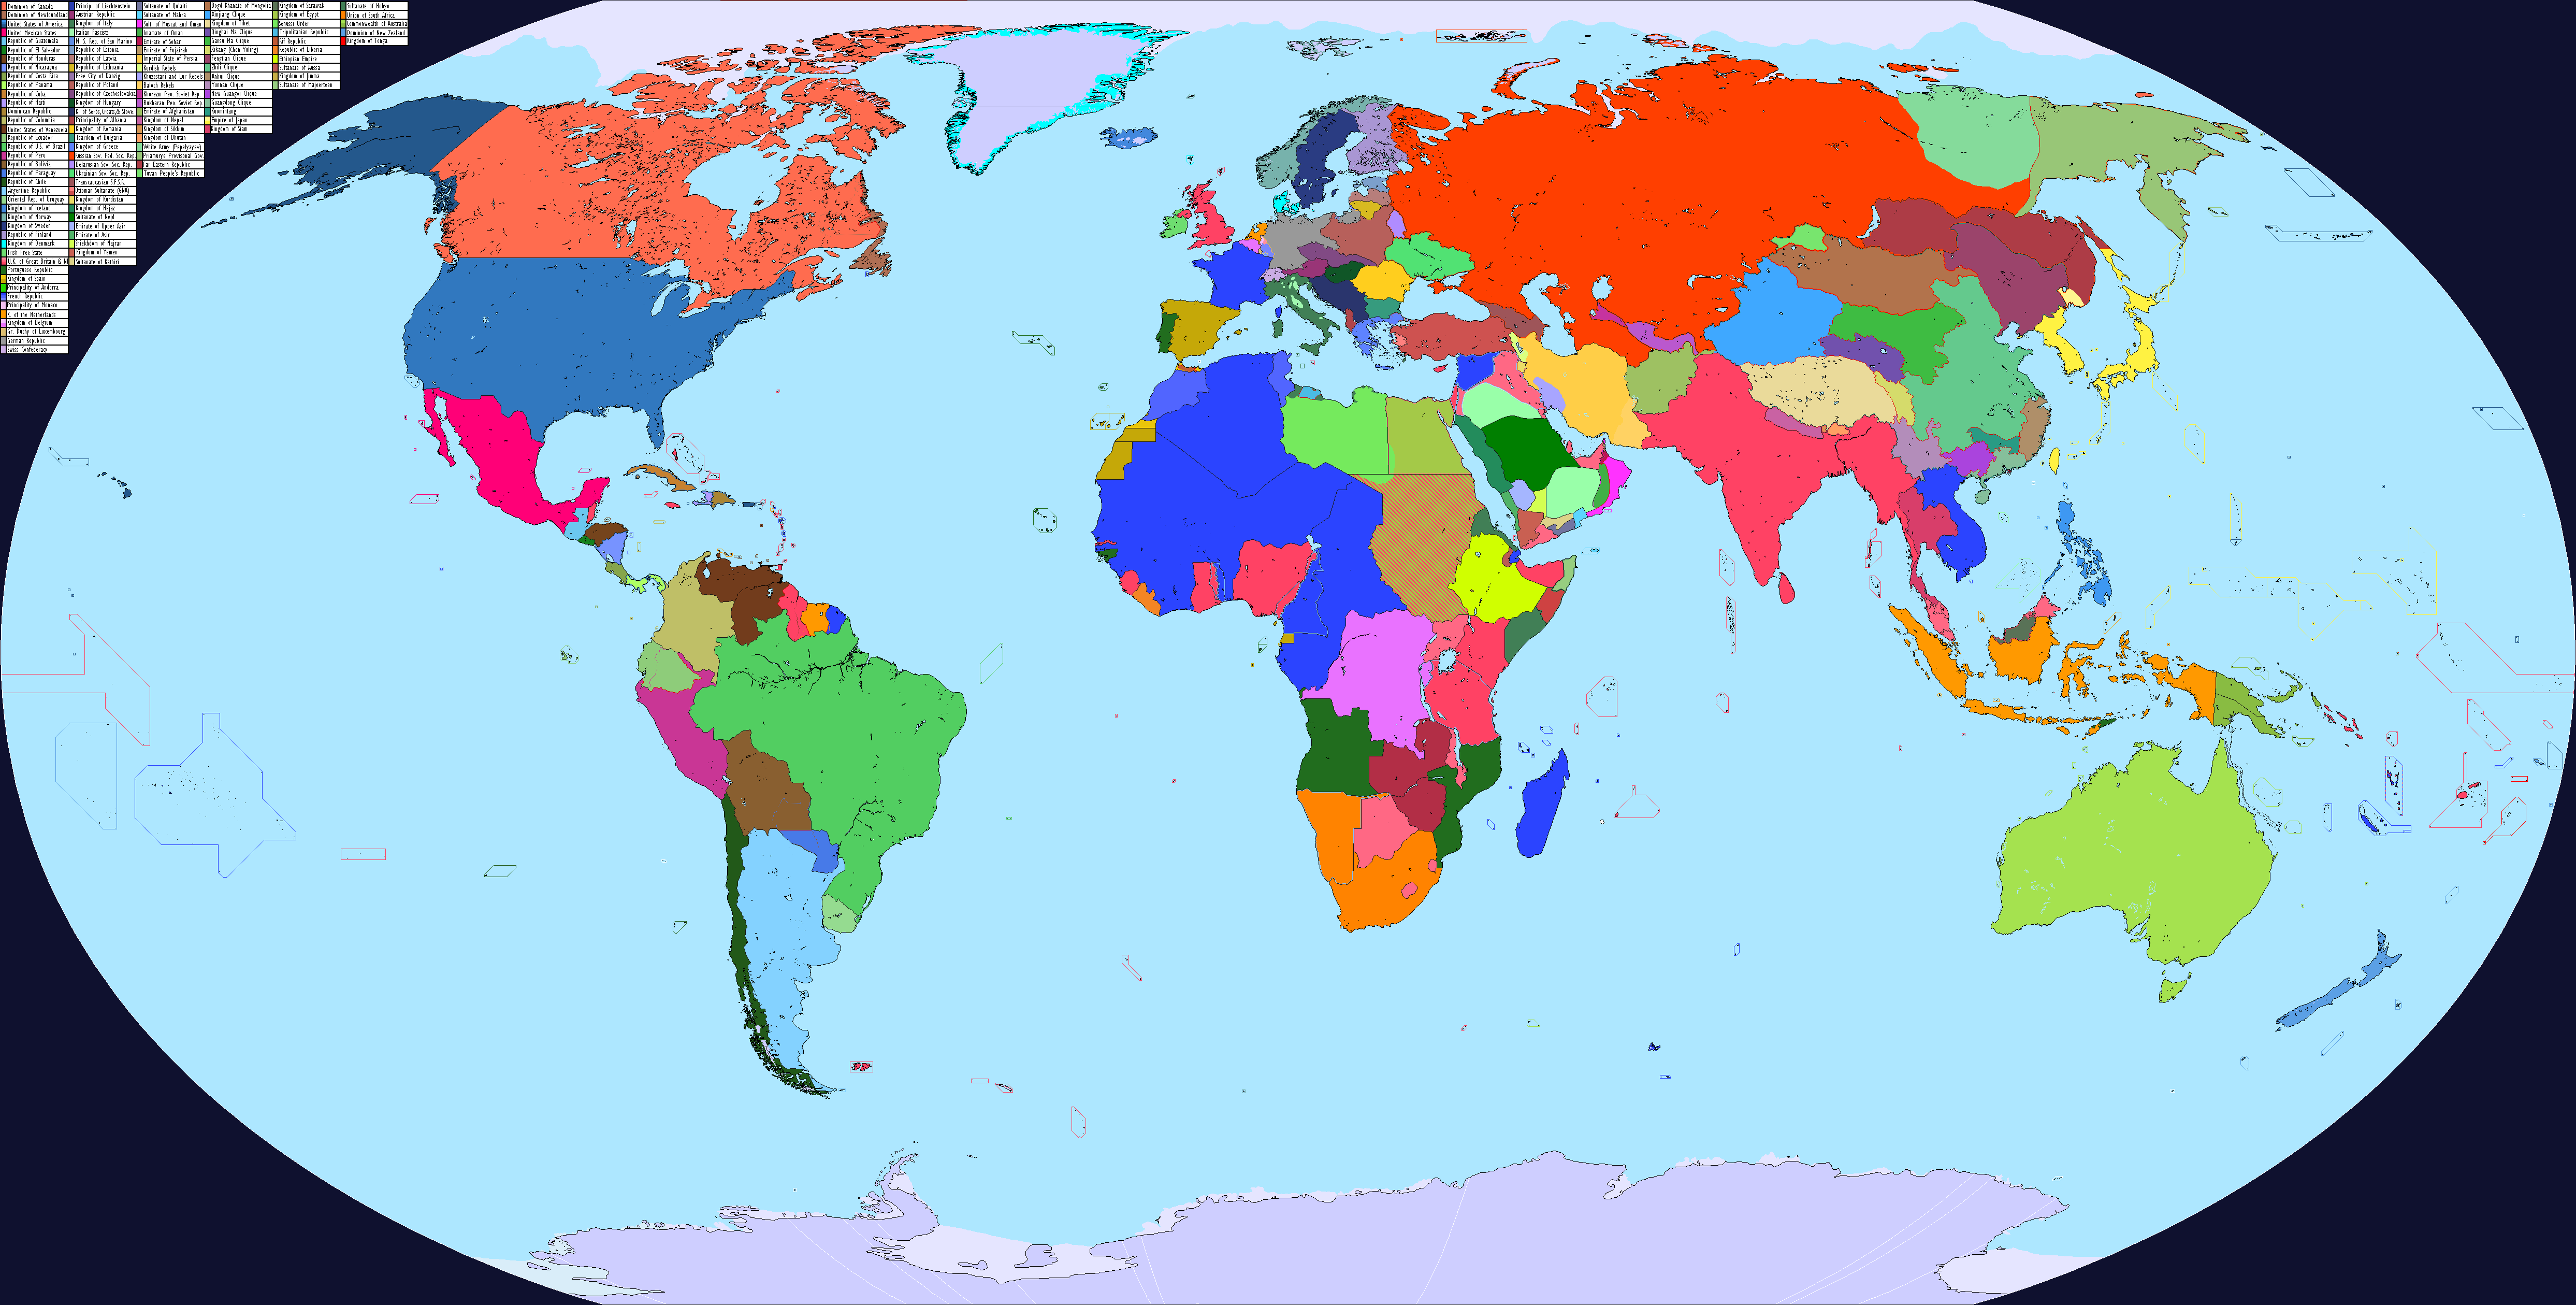 Dominion of Canada
Dominion of Newfoundland
United States of America
United Mexican States
Republic of Guatemala
Republic of El Salvador
Republic of Honduras
Republic of Nicaragua
Republic of Costa Rica
Republic of Panama
Republic of Cuba
Republic of Haiti
Dominican Republic
Republic of Colombia
United States of Venezuela
Republic of Ecuador
Republic of U.S. of Brazil
Republic of Peru
Republic of Bolivia
Republic of Paraguay
Republic of Chile
Argentine Republic
Oriental Rep. of Uruguay
Kingdom of Iceland
Kingdom of Norway
Kingdom of Sweden
Republic of Finland
Kingdom of Denmark
Irish Free State
U.K. of Great Britain & NI
Portuguese Republic
Kingdom of Spain
Principality of Andorra
French Republic
Principality of Monaco
K. of the Netherlands
Kingdom of Belgium
Gr. Duchy of Luxembourg
German Republic
Swiss Confederacy
Princip. of Liechtenstein
Austrian Republic
Kingdom of Italy
Italian Fascists
M. S. Rep. of San Marino
Republic of Estonia
Republic of Latvia
Republic of Lithuania
Free City of Danzig
Republic of Poland
Republic of Czechoslovakia
Kingdom of Hungary
K. of Serbs,Croats,& Slove
Principality of Albania
Kingdom of Romania
Tsardom of Bulgaria
Kingdom of Greece
Russian Sov. Fed. Soc. Rep.
Belarussian Sov. Soc. Rep.
Ukrainian Sov. Soc. Rep.
Transcaucasian S.F.S.R.
Ottoman Sultanate (GNA)
Kingdom of Kurdistan
Kingdom of Hejaz
Sultanate of Nejd
Emirate of Upper Asir
Emirate of Asir
Sheikhdom of Najran
Kingdom of Yemen
Sultanate of Kathiri
Sultanate of Qu'aiti
Sultanate of Mahra
Sult. of Muscat and Oman
Imamate of Oman
Emirate of Sohar
Emirate of Fujairah
Imperial State of Persia
Kurdish Rebels
Khuzestani and Lur Rebels
Baloch Rebels
Khorezm Peo. Soviet Rep.
Bukharan Peo. Soviet Rep.
Emirate of Afghanistan
Kingdom of Nepal
Kingdom of Sikkim
Kingdom of Bhutan
White Army (Pepelyayev)
Priamurye Provisional Gov.
Far Eastern Republic
Tuvan People's Republic
Bogd Khanate of Mongolia
Xinjiang Clique
Kingdom of Tibet
Qinghai Ma Clique
Gansu Ma Clique
Xikang (Chen Yuling)
Fengtian Clique
Zhili Clique
Anhui Clique
Yunnan Clique
New Guangxi Clique
Guangdong Clique
Kuomintang
Empire of Japan
Kingdom of Siam
Kingdom of Sarawak
Kingdom of Egypt
Senussi Order
Tripolitanian Republic
Rif Republic
Republic of Liberia
Ethiopian Empire
Sultanate of Aussa
Kingdom of Jimma
Sultanate of Majeerteen
Sultanate of Hobyo
Union of South Africa
Commonwealth of Australia
Dominion of New Zealand
Kingdom of Tonga